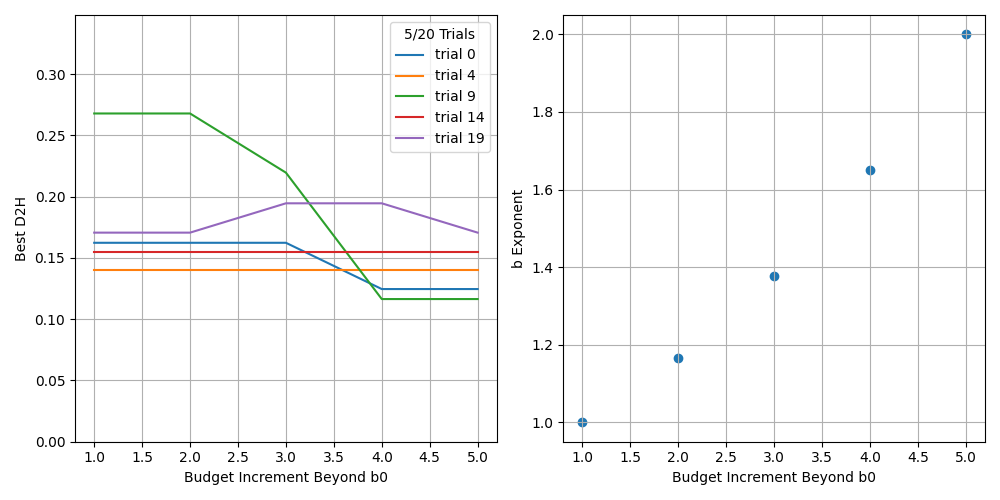 5/20 Trials
trial 0
trial 4
trial 9
trial 14
trial 19
0.30
0.25
0.20
0.15
0.10
0.05
0.00
Best D2H
1.0 1.5 2.0 2.5 3.0 3.5 4.0 4.5 5.0
Budget Increment Beyond b0
2.0
1.8
1.6
1.4
1.2
1.0
b Exponent
1.0 1.5 2.0 2.5 3.0 3.5 4.0 4.5 5.0
Budget Increment Beyond b0